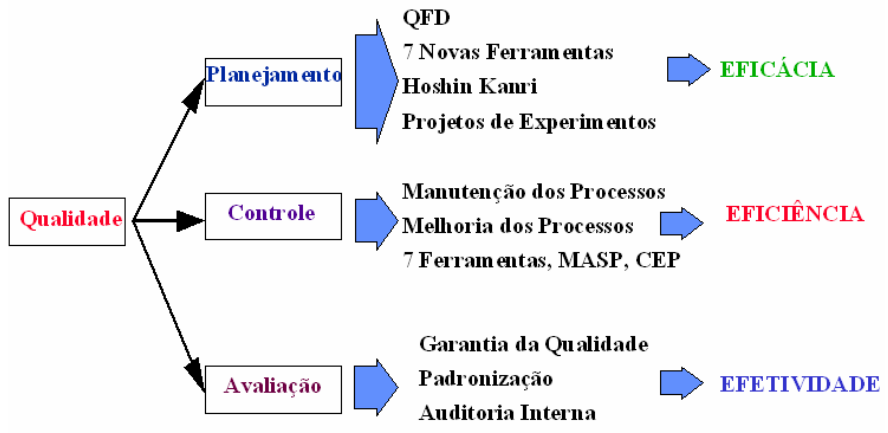 Qualidade
Planejamento
QFD
7 Novas Ferramentas
Hoshin Kanri
Projetos de Experimentos
EFICÁCIA
Controle
Manutenção dos Processos
Melhoria dos Processos
7 Ferramentas, MASP, CEP
EFICIÊNCIA
Avaliação
Garantia da Qualidade
Padronização
Auditoria Interna
EFETIVIDADE